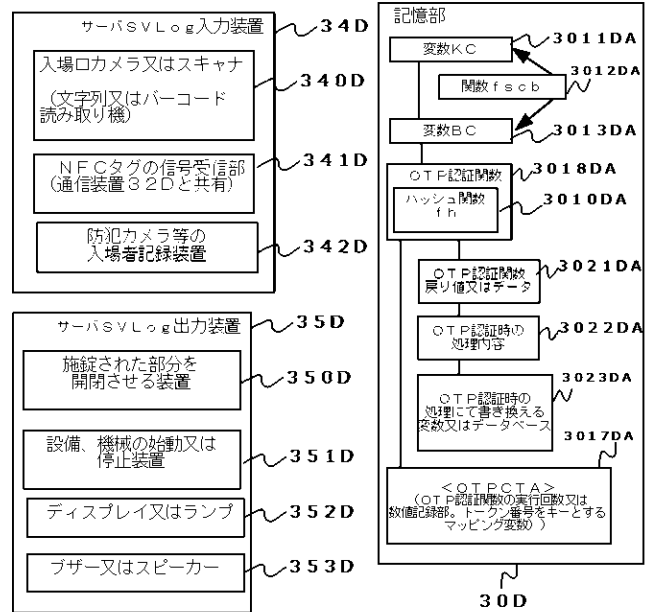 サーバSVLog入力装置
34D
入場口カメラ又はスキャナ
(文字列又はバーコード
読み取り機)
340D
NFCタグの信号受信部
(通信装置32Dと共有)
341D
防犯カメラ等の
入場者記録装置
342D
サーバSVLog出力装置
35D
施錠された部分を
開閉させる装置
350D
設備、機械の始動又は
停止装置
351D
ディスプレイ又はランプ
352D
ブザー又はスピーカー
353D
記憶部
変数KC
3011DA
関数fscb
3012DA
変数BC
3013DA
OTP認証関数
3018DA
ハッシュ関数
fh
3010DA
OTP認証関数
戻り値又はデータ
3021DA
OTP認証時の
処理内容
3022DA
OTP認証時の
処理にて書き換える
変数又はデータベース
3023DA
3017DA
<OTPCTA>
(OTP認証関数の実行回数又は
数値記録部。トークン番号をキーとする
マッピング変数))
30D